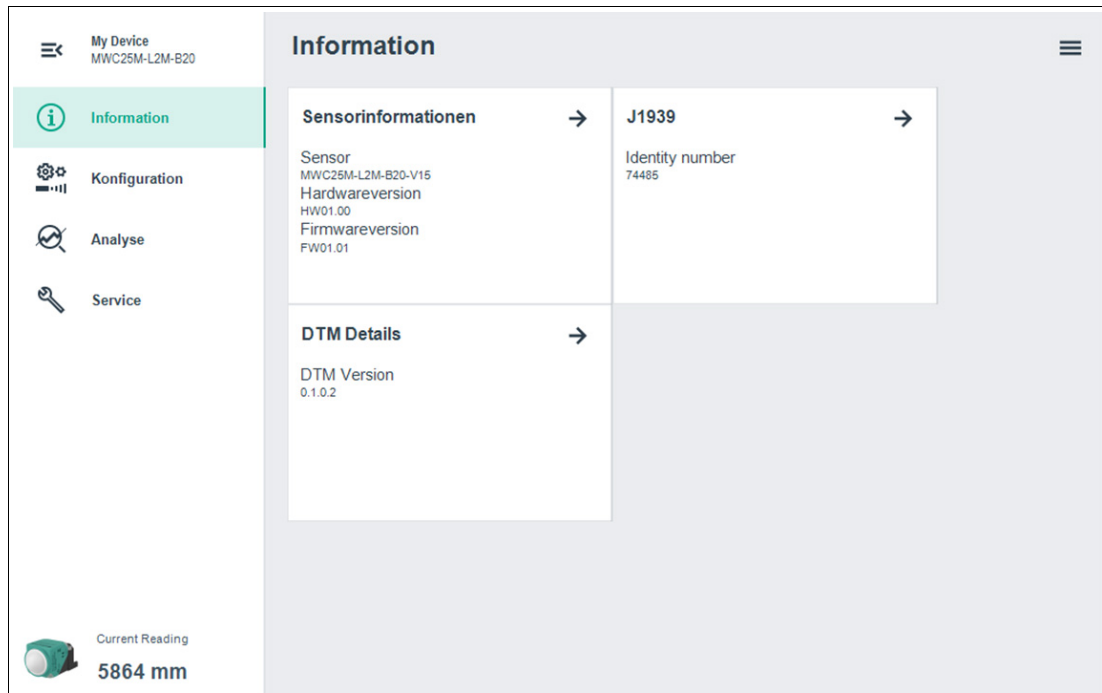 My Device
MWC25M-L2M-B20
Information
Konfiguration
Analyse
Service
Current Reading
5864 mm
Information
Sensorinformationen
Sensor
MWC25M-L2M-B20-V15
Hardwareversion
HW01.00
Firmwareversion
FW01.01
J1939
Identity number
74485
DTM Details
DTM Version
0.1.0.2